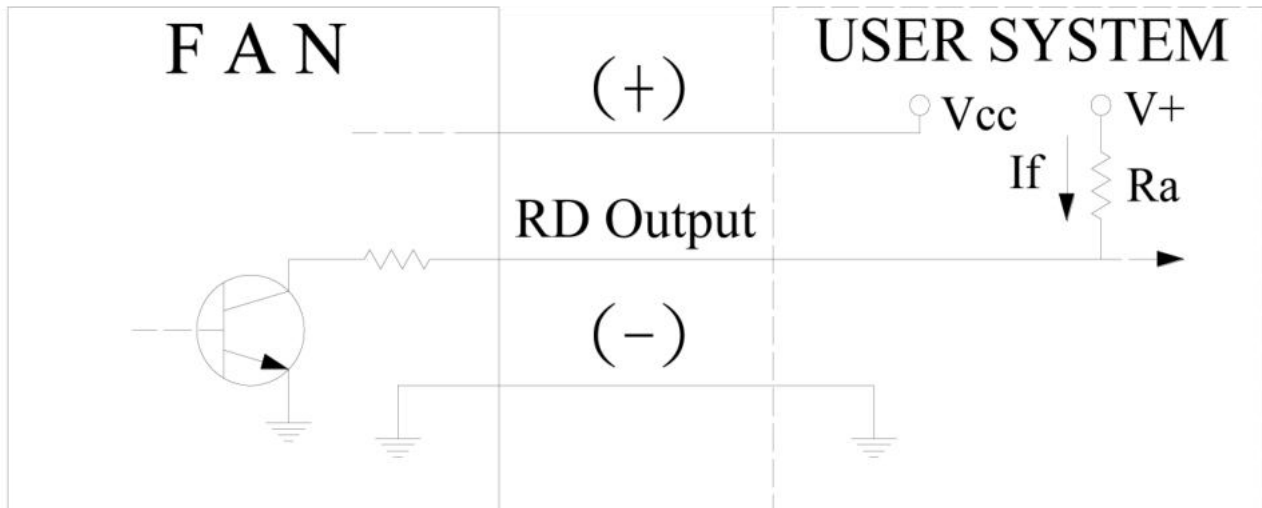 F A N
USER SYSTEM
(+)
Vcc
V+
If
Ra
RD Output
(-)